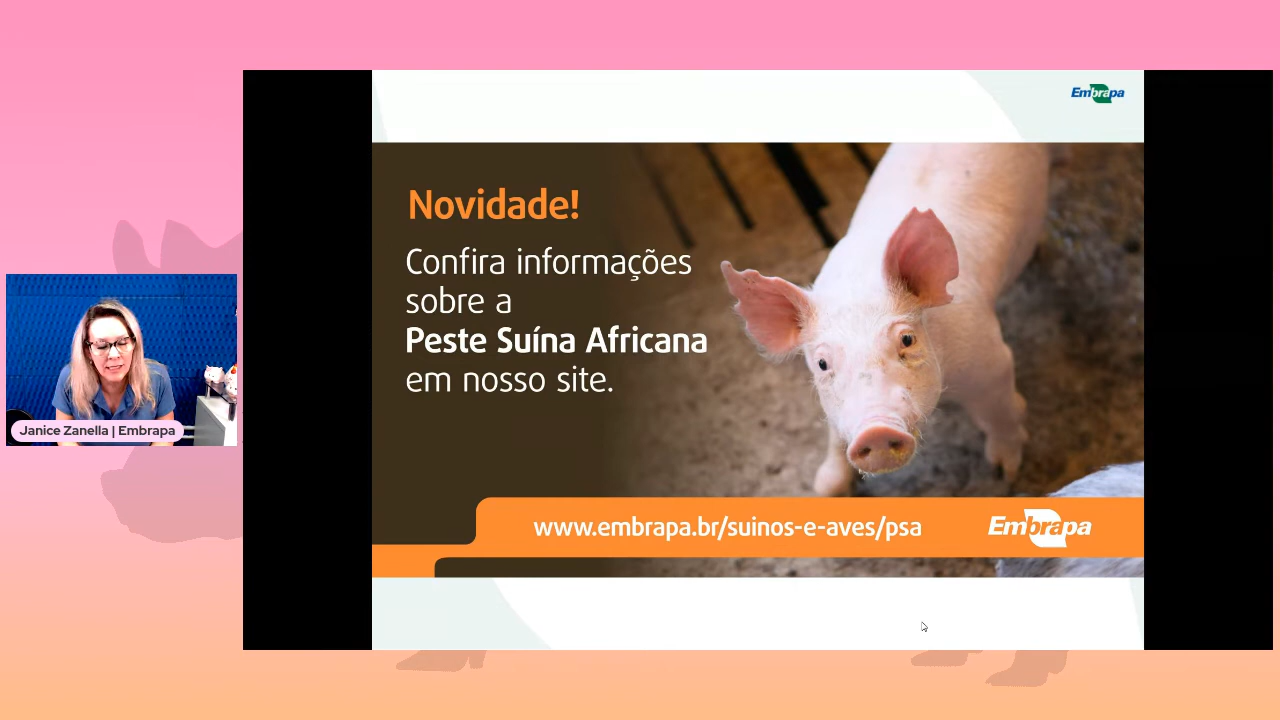 Embrapa
Novidade!
Confira informações
sobre a
Peste Suína Africana
em nosso site.
Janice Zanella | Embrapa
www.embrapa.br/suinos-e-aves/psa
Embrapa